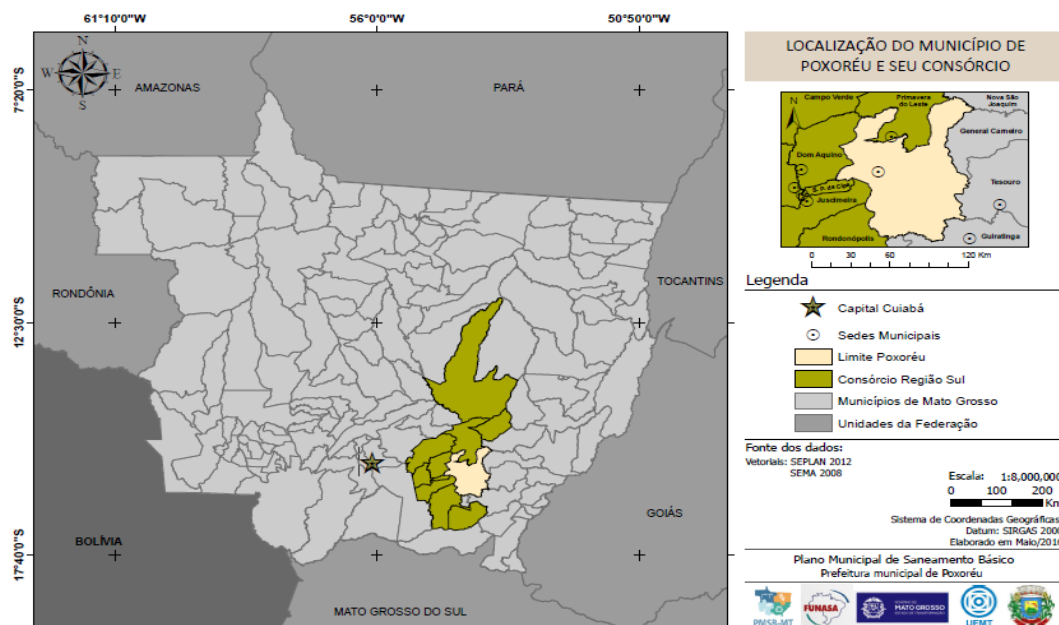 61°10'0"W
56°0'0"W
50°50'0"W
N
W
E
S
AMAZONAS
PARÁ
7°20'0"S
RONDÔNIA
TOCANTINS
12°30'0"S
GOIÁS
BOLÍVIA
17°40'0"S
MATO GROSSO DO SUL
LOCALIZAÇÃO DO MUNICÍPIO DE
POXORÉU E SEU CONSÓRCIO
N
Campo Verde
Primavera
do Leste
Nova São
Joaquim
General Carneiro
Dom Aquino
Tesouro
Juscimeira
Rondonópolis
Guiratinga
0 30 60 120 Km
Legenda
Capital Cuiabá
Sedes Municipais
Limite Poxoréu
Consórcio Região Sul
Municípios de Mato Grosso
Unidades da Federação
Fonte dos dados:
Vetoriais: SEPLAN 2012
SEMA 2008
Escala: 1:8,000,000
0 100 200
Km
Sistema de Coordenadas Geográficas
Datum: SIRGAS 200
Elaborado em Maio/201
Plano Municipal de Saneamento Básico
Prefeitura municipal de Poxoréu
PMSB-MT
FUNASA
MATO GROSSO
UFMT